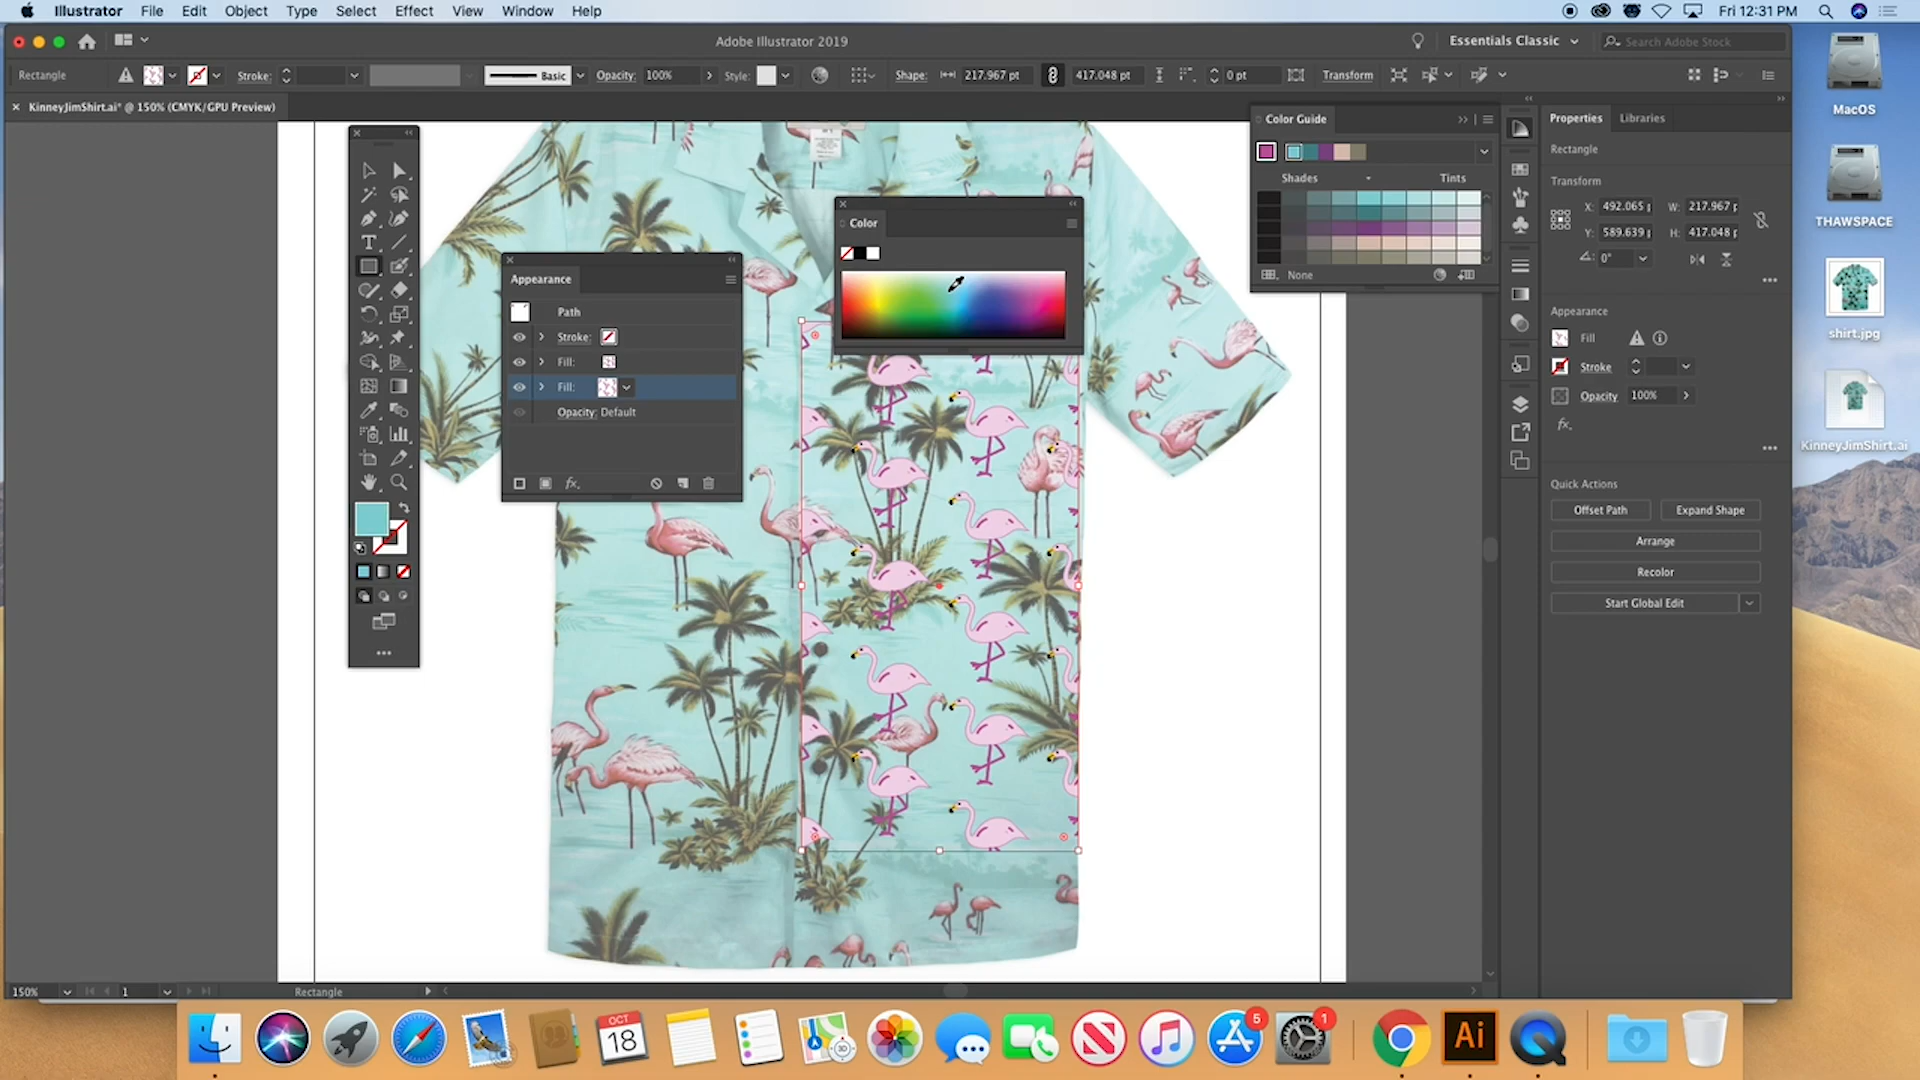 Illustrator File Edit Object Type Select Effect View Window Help
Fri 12:31 PM
Adobe Illustrator 2019
Essentials Classic
Search Adobe Stock
Rectangle
Stroke:
Basic
Opacity: 100%
Style:
Shape: 217.967 pt
417.048 pt
0 pt
Transform
KinneyJimShirt.ai* @ 150% (CMYK/GPU Preview)
Color Guide
Shades
Tints
None
Color
Appearance
Path
Stroke:
Fill:
Fill:
Opacity: Default
Properties Libraries
Rectangle
Transform
X: 492.065 W: 217.967
Y: 589.639 H: 417.048
0°
Appearance
Fill
Stroke
Opacity 100%
fx.
Quick Actions
Offset Path
Expand Shape
Arrange
Recolor
Start Global Edit
MacOS
THAWSPACE
shirt.jpg
KinneyJimShirt.ai
150%
1
Rectangle
OCT
18
3D
5
1
Ai